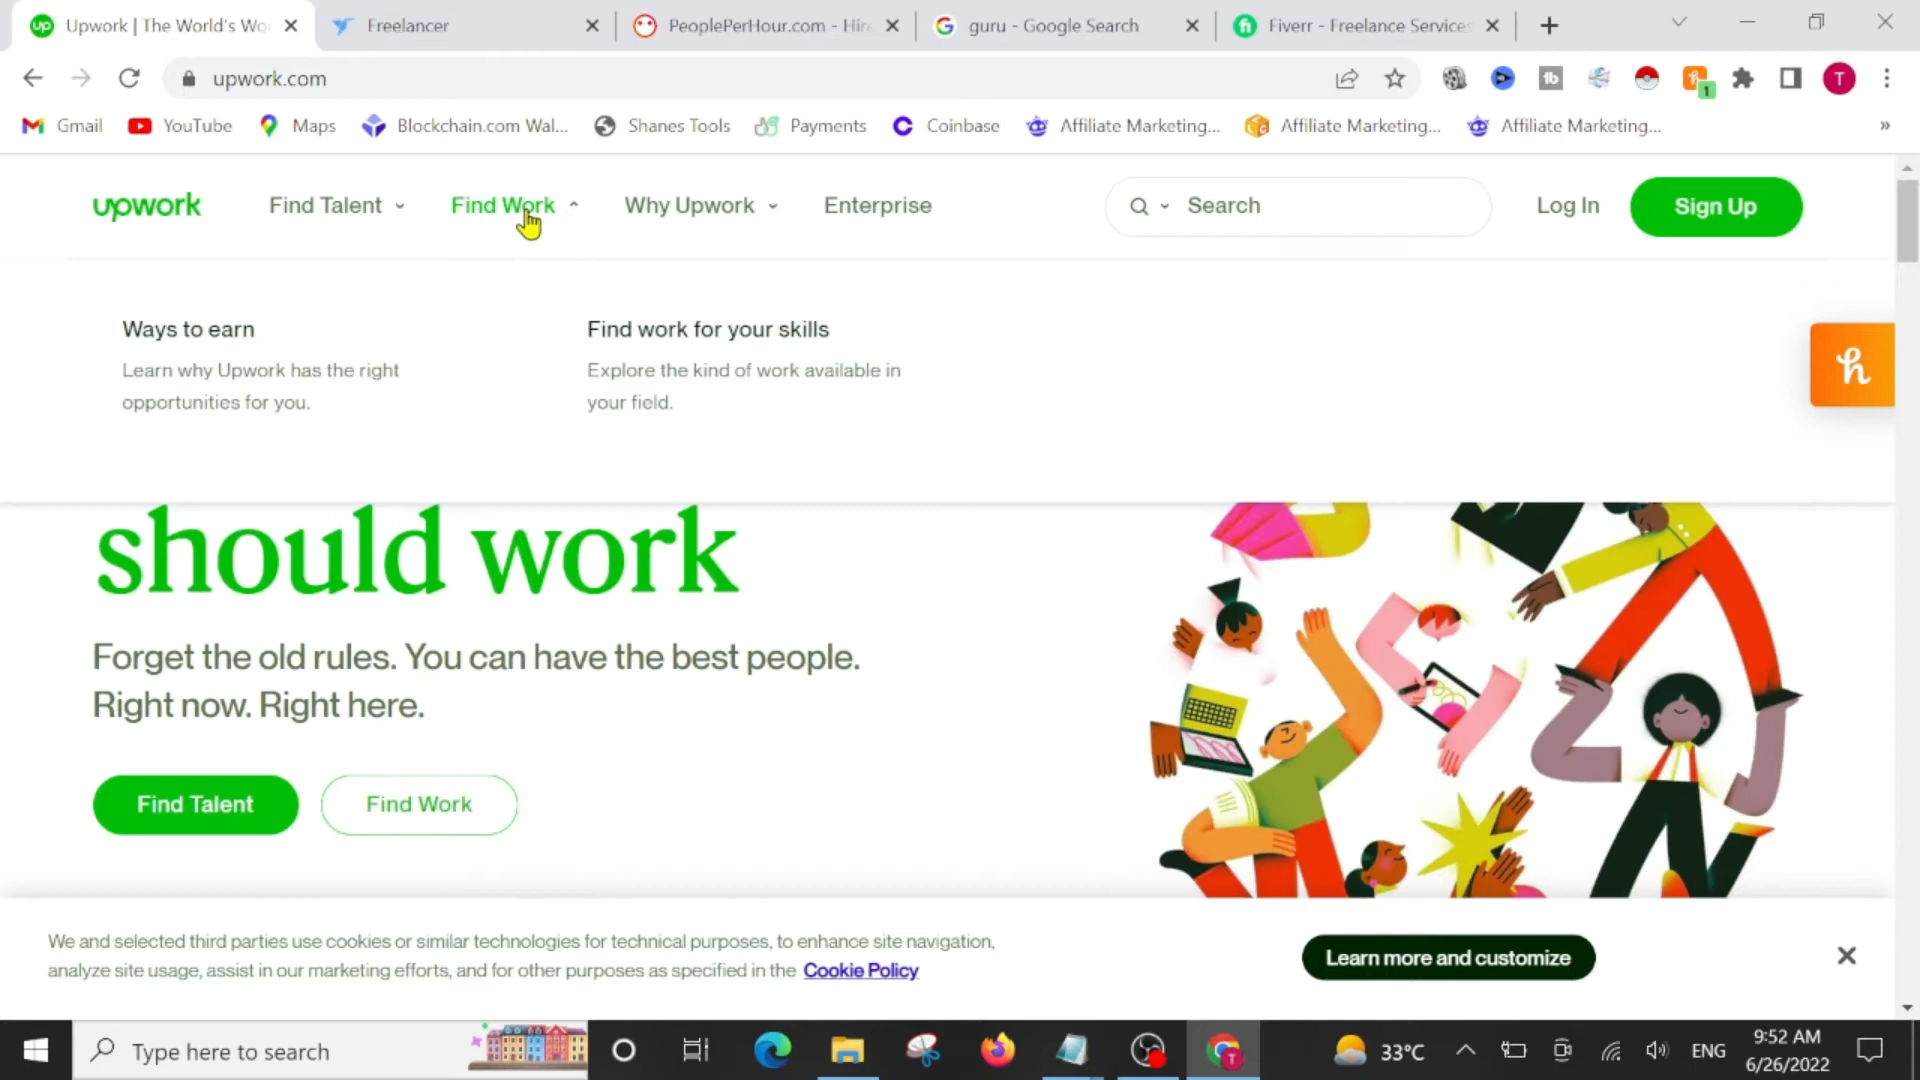 up Upwork | The World's Wo
Freelancer
PeoplePerHour.com - Hire
guru - Google Search
fi Fiverr - Freelance Services
upwork.com
1
T
Gmail
YouTube
Maps
Blockchain.com Wal...
Shanes Tools
Payments
Coinbase
Affiliate Marketing...
Affiliate Marketing...
Affiliate Marketing...
upwork
Find Talent
Find Work
Why Upwork
Enterprise
Search
Log In
Sign Up
Ways to earn
Learn why Upwork has the right
opportunities for you.
Find work for your skills
Explore the kind of work available in
your field.
h
should work
Forget the old rules. You can have the best people.
Right now. Right here.
Find Talent
Find Work
We and selected third parties use cookies or similar technologies for technical purposes, to enhance site navigation,
analyze site usage, assist in our marketing efforts, and for other purposes as specified in the Cookie Policy
Learn more and customize
Type here to search
T
33°C
ENG
9:52 AM
6/26/2022